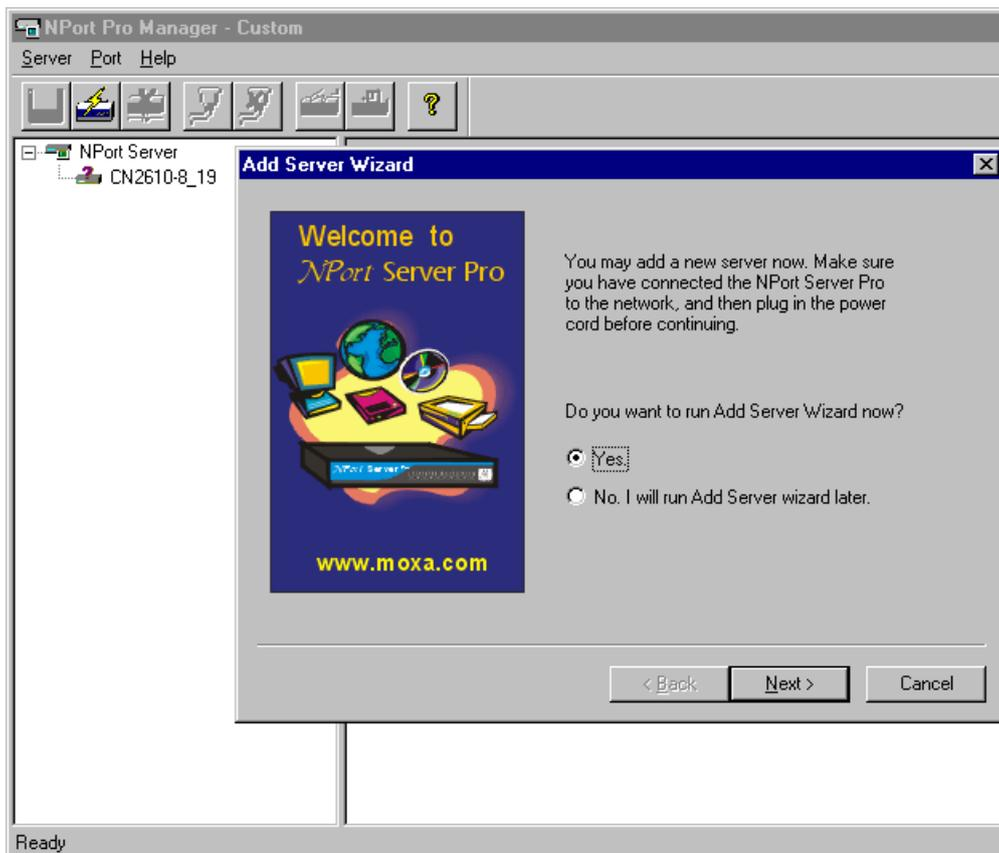 NPort Pro Manager - Custom
Server Port Help
NPort Server
CN2610-8_19
Add Server Wizard
Welcome to
NPort Server Pro
NPort Server
www.moxa.com
You may add a new server now. Make sure
you have connected the NPort Server Pro
to the network, and then plug in the power
cord before continuing.
Do you want to run Add Server Wizard now?
Yes.
No. I will run Add Server wizard later.
< Back
Next >
Cancel
Ready